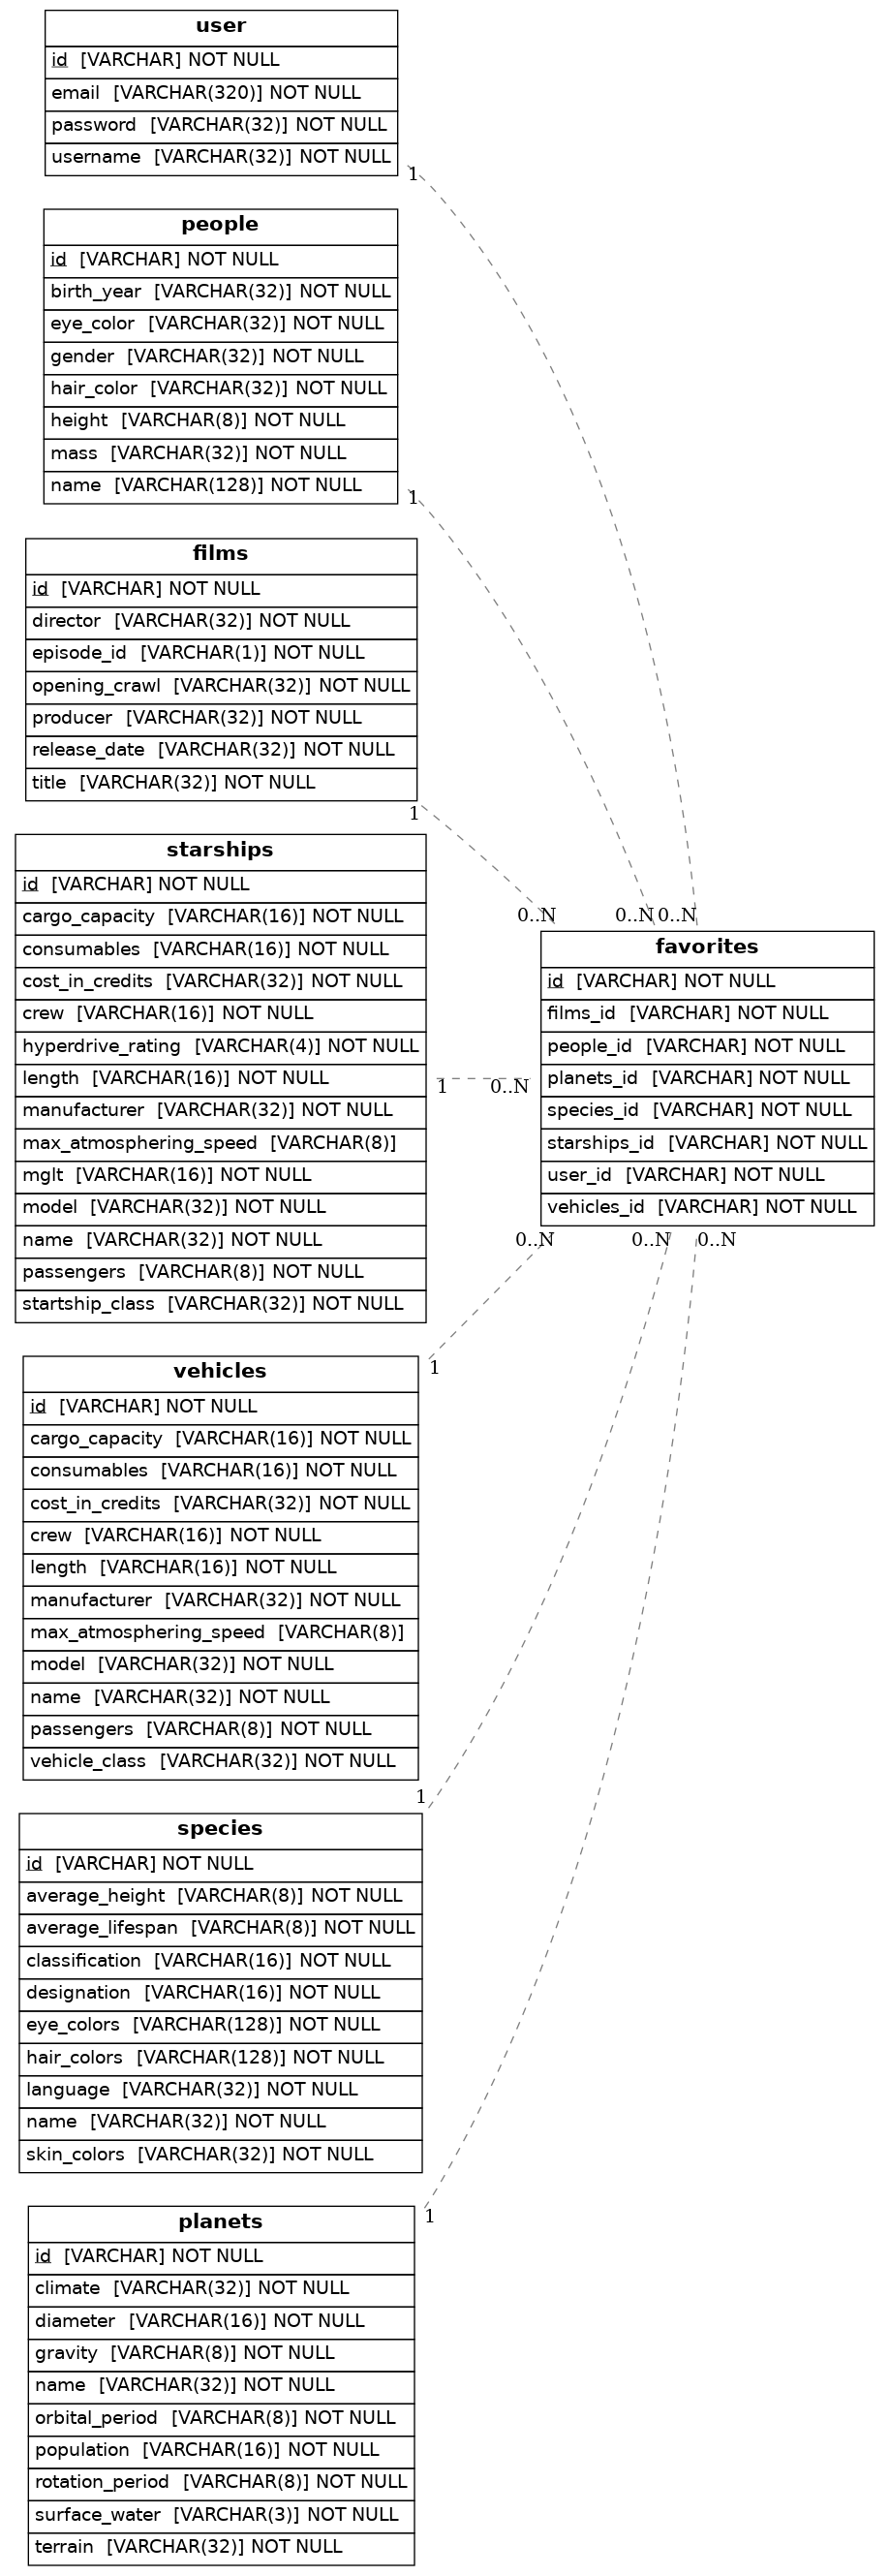 user
id [VARCHAR] NOT NULL
email [VARCHAR(320)] NOT NULL
password [VARCHAR(32)] NOT NULL
username [VARCHAR(32)] NOT NULL
1
people
id [VARCHAR] NOT NULL
birth_year [VARCHAR(32)] NOT NULL
eye_color [VARCHAR(32)] NOT NULL
gender [VARCHAR(32)] NOT NULL
hair_color [VARCHAR(32)] NOT NULL
height [VARCHAR(8)] NOT NULL
mass [VARCHAR(32)] NOT NULL
name [VARCHAR(128)] NOT NULL
1
films
id [VARCHAR] NOT NULL
director [VARCHAR(32)] NOT NULL
episode_id [VARCHAR(1)] NOT NULL
opening_crawl [VARCHAR(32)] NOT NULL
producer [VARCHAR(32)] NOT NULL
release_date [VARCHAR(32)] NOT NULL
title [VARCHAR(32)] NOT NULL
1
starships
id [VARCHAR] NOT NULL
cargo_capacity [VARCHAR(16)] NOT NULL
consumables [VARCHAR(16)] NOT NULL
cost_in_credits [VARCHAR(32)] NOT NULL
crew [VARCHAR(16)] NOT NULL
hyperdrive_rating [VARCHAR(4)] NOT NULL
length [VARCHAR(16)] NOT NULL
manufacturer [VARCHAR(32)] NOT NULL
max_atmosphering_speed [VARCHAR(8)]
mglt [VARCHAR(16)] NOT NULL
model [VARCHAR(32)] NOT NULL
name [VARCHAR(32)] NOT NULL
passengers [VARCHAR(8)] NOT NULL
startship_class [VARCHAR(32)] NOT NULL
1 0..N
0..N 0..N 0..N
favorites
id [VARCHAR] NOT NULL
films_id [VARCHAR] NOT NULL
people_id [VARCHAR] NOT NULL
planets_id [VARCHAR] NOT NULL
species_id [VARCHAR] NOT NULL
starships_id [VARCHAR] NOT NULL
user_id [VARCHAR] NOT NULL
vehicles_id [VARCHAR] NOT NULL
0..N 0..N 0..N
vehicles
id [VARCHAR] NOT NULL
cargo_capacity [VARCHAR(16)] NOT NULL
consumables [VARCHAR(16)] NOT NULL
cost_in_credits [VARCHAR(32)] NOT NULL
crew [VARCHAR(16)] NOT NULL
length [VARCHAR(16)] NOT NULL
manufacturer [VARCHAR(32)] NOT NULL
max_atmosphering_speed [VARCHAR(8)]
model [VARCHAR(32)] NOT NULL
name [VARCHAR(32)] NOT NULL
passengers [VARCHAR(8)] NOT NULL
vehicle_class [VARCHAR(32)] NOT NULL
1
1
species
id [VARCHAR] NOT NULL
average_height [VARCHAR(8)] NOT NULL
average_lifespan [VARCHAR(8)] NOT NULL
classification [VARCHAR(16)] NOT NULL
designation [VARCHAR(16)] NOT NULL
eye_colors [VARCHAR(128)] NOT NULL
hair_colors [VARCHAR(128)] NOT NULL
language [VARCHAR(32)] NOT NULL
name [VARCHAR(32)] NOT NULL
skin_colors [VARCHAR(32)] NOT NULL
planets
1
id [VARCHAR] NOT NULL
climate [VARCHAR(32)] NOT NULL
diameter [VARCHAR(16)] NOT NULL
gravity [VARCHAR(8)] NOT NULL
name [VARCHAR(32)] NOT NULL
orbital_period [VARCHAR(8)] NOT NULL
population [VARCHAR(16)] NOT NULL
rotation_period [VARCHAR(8)] NOT NULL
surface_water [VARCHAR(3)] NOT NULL
terrain [VARCHAR(32)] NOT NULL